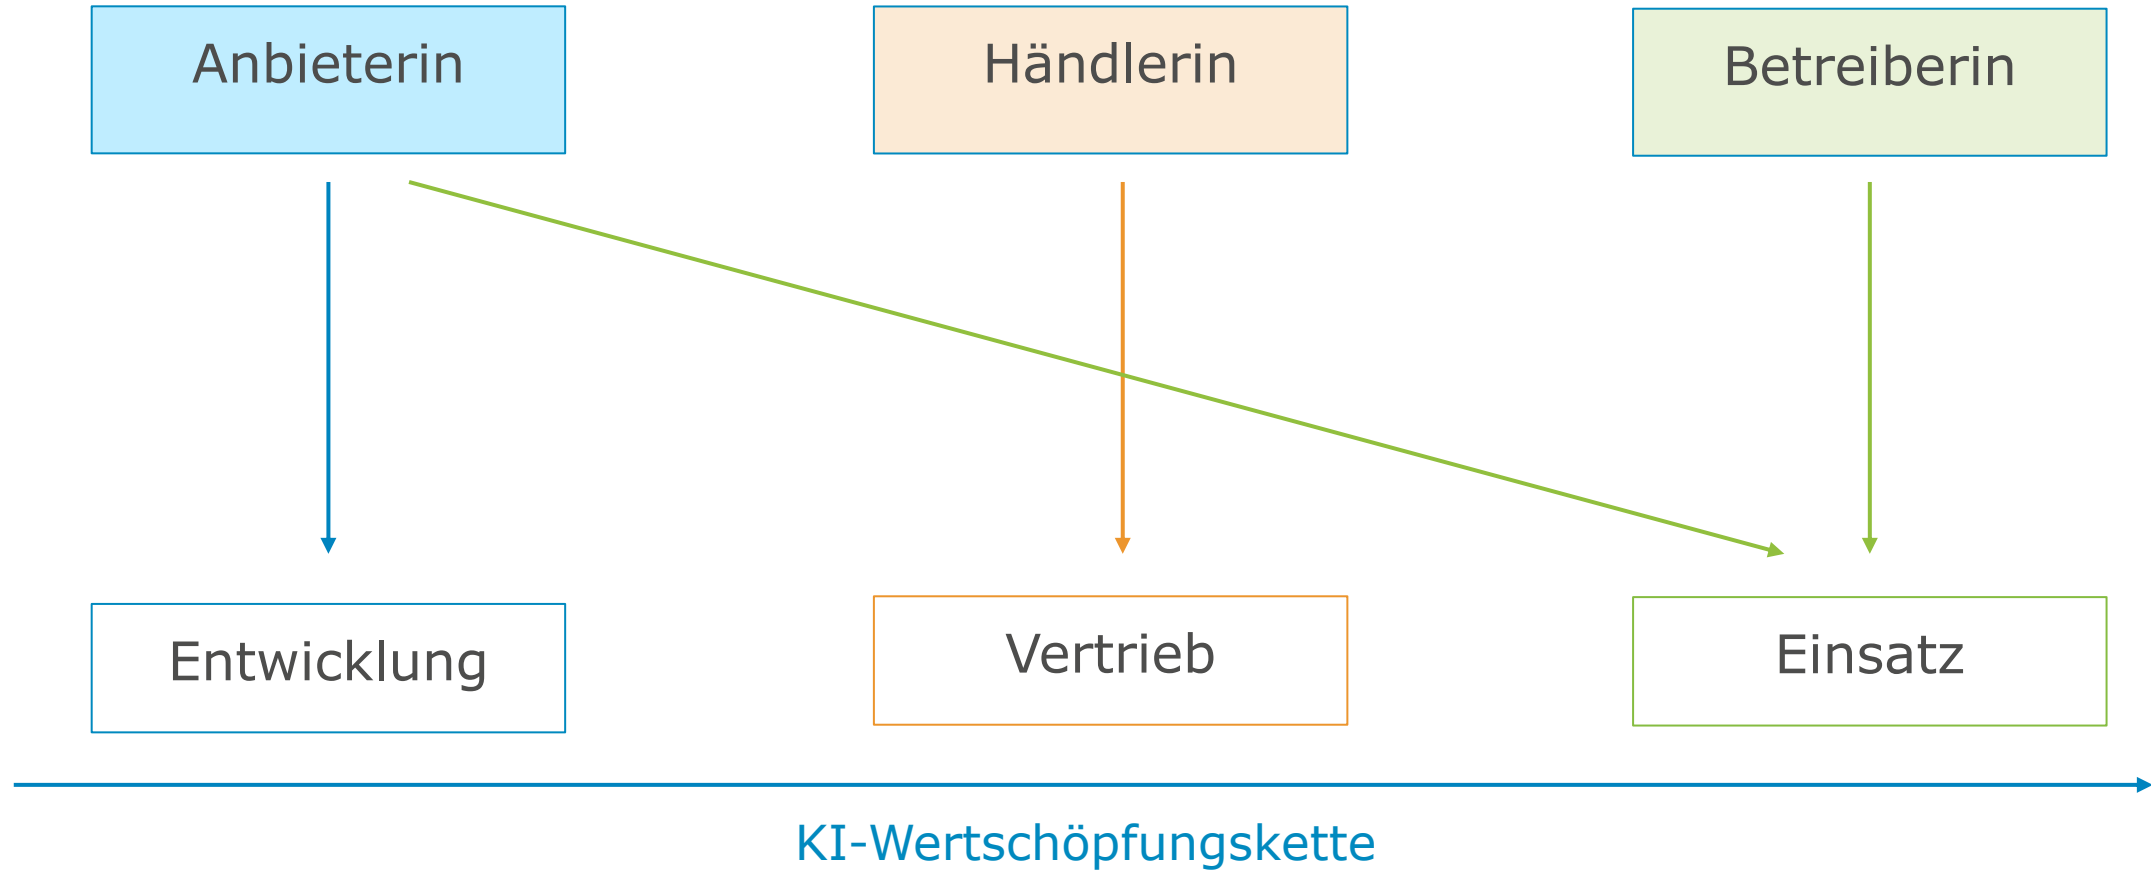 Anbieterin
Händlerin
Betreiberin
Entwicklung
Vertrieb
Einsatz
KI-Wertschöpfungskette